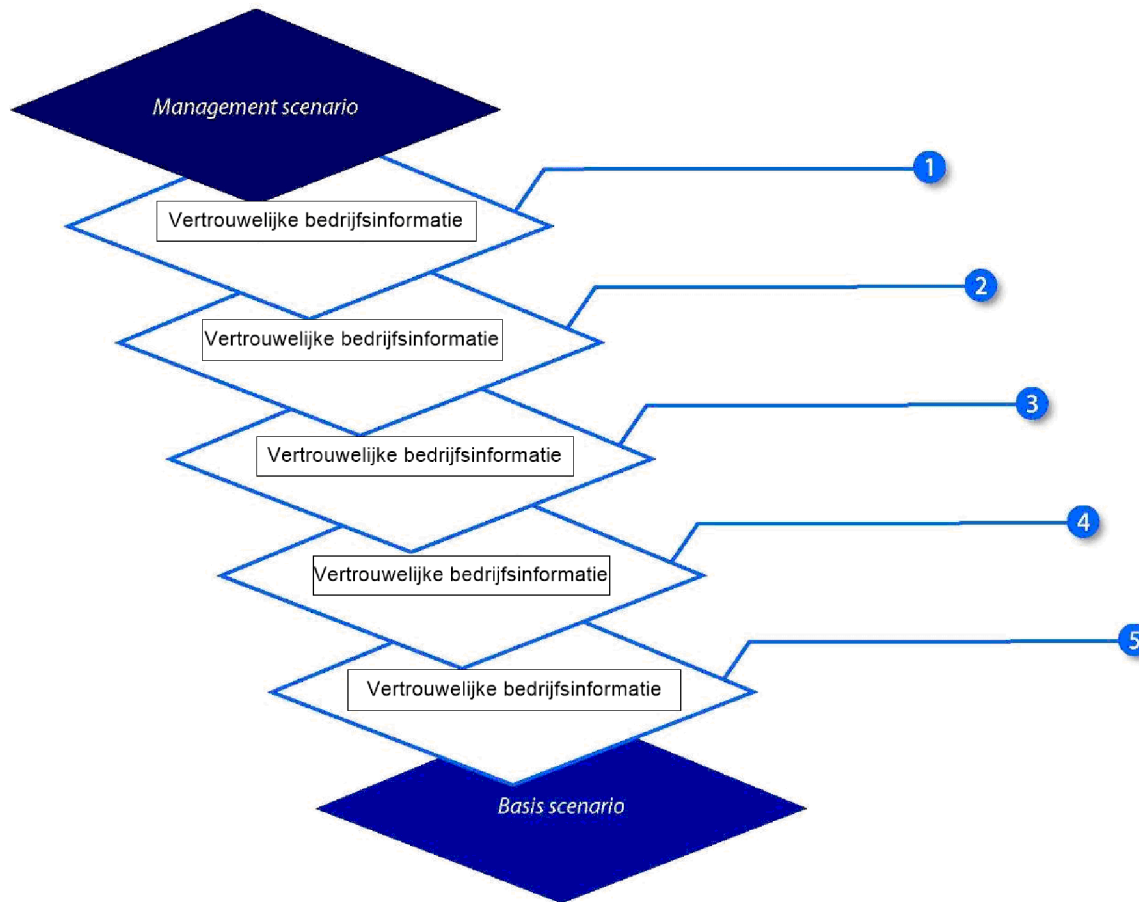 Management scenario
1
Vertrouwelijke bedrijfsinformatie
2
Vertrouwelijke bedrijfsinformatie
3
Vertrouwelijke bedrijfsinformatie
4
Vertrouwelijke bedrijfsinformatie
5
Vertrouwelijke bedrijfsinformatie
Basis scenario